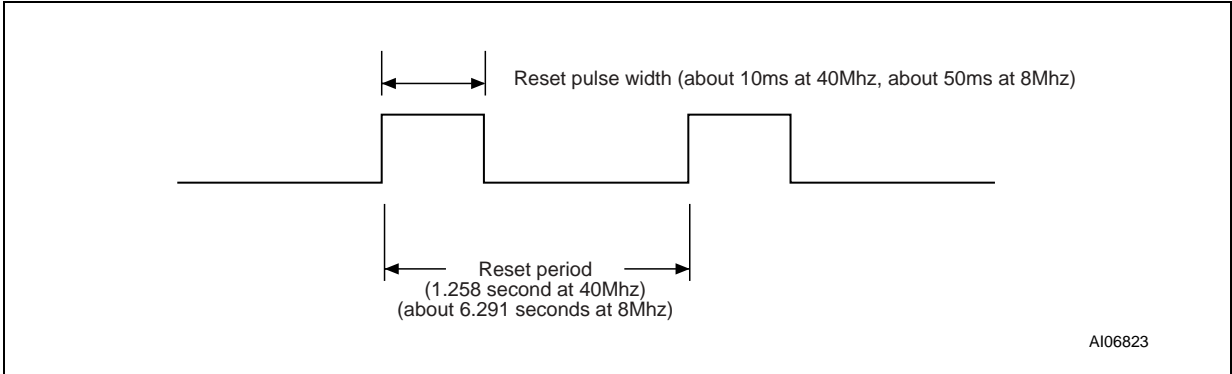 Reset pulse width (about 10ms at 40Mhz, about 50ms at 8Mhz)
Reset period
(1.258 second at 40Mhz)
(about 6.291 seconds at 8Mhz)
AI06823